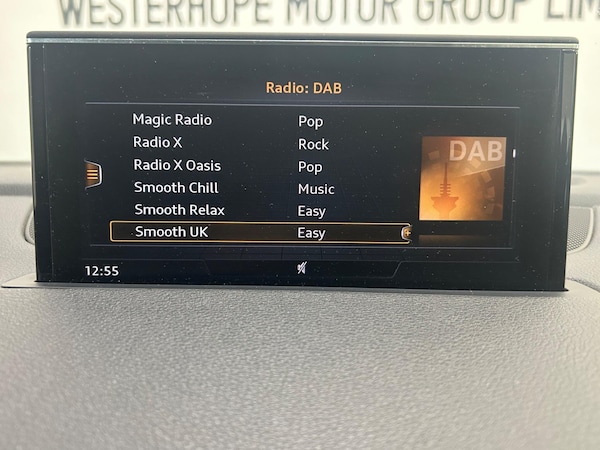 WESTERHOPE MOTOR GROUP
Radio: DAB
Magic Radio Pop
Radio X Rock
Radio X Oasis Pop
Smooth Chill Music
Smooth Relax Easy
Smooth UK Easy
DAB
12:55